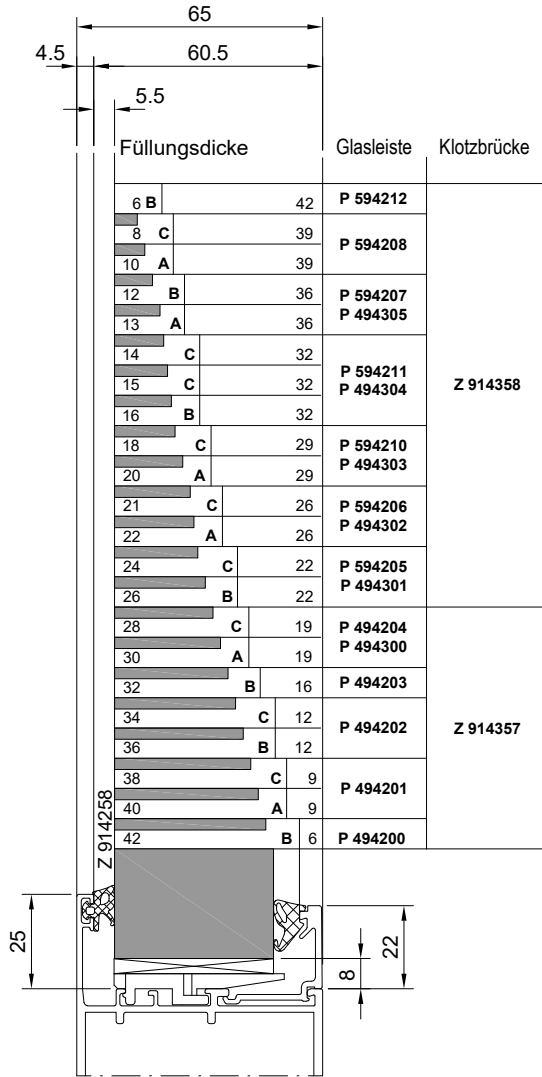 65
4.5 60.5
5.5
Füllungsdicke Glasleiste Klotzbrücke
6 B 42 P 594212
8 C 39
P 594208
10 A 39
12 B 36 P 594207
13 A 36 P 494305
14 C 32
15 C 32 P 594211
P 494304
16 B 32
Z 914358
18 C 29 P 594210
20 A 29 P 494303
21 C 26 P 594206
22 A 26 P 494302
24 C 22 P 594205
26 B 22 P 494301
28 C 19 P 494204
30 A 19 P 494300
32 B 16 P 494203
34 C 12
P 494202 Z 914357
36 B 12
38 C 9
P 494201
40 A 9
42 B 6 P 494200
Z 914258
25
22
8